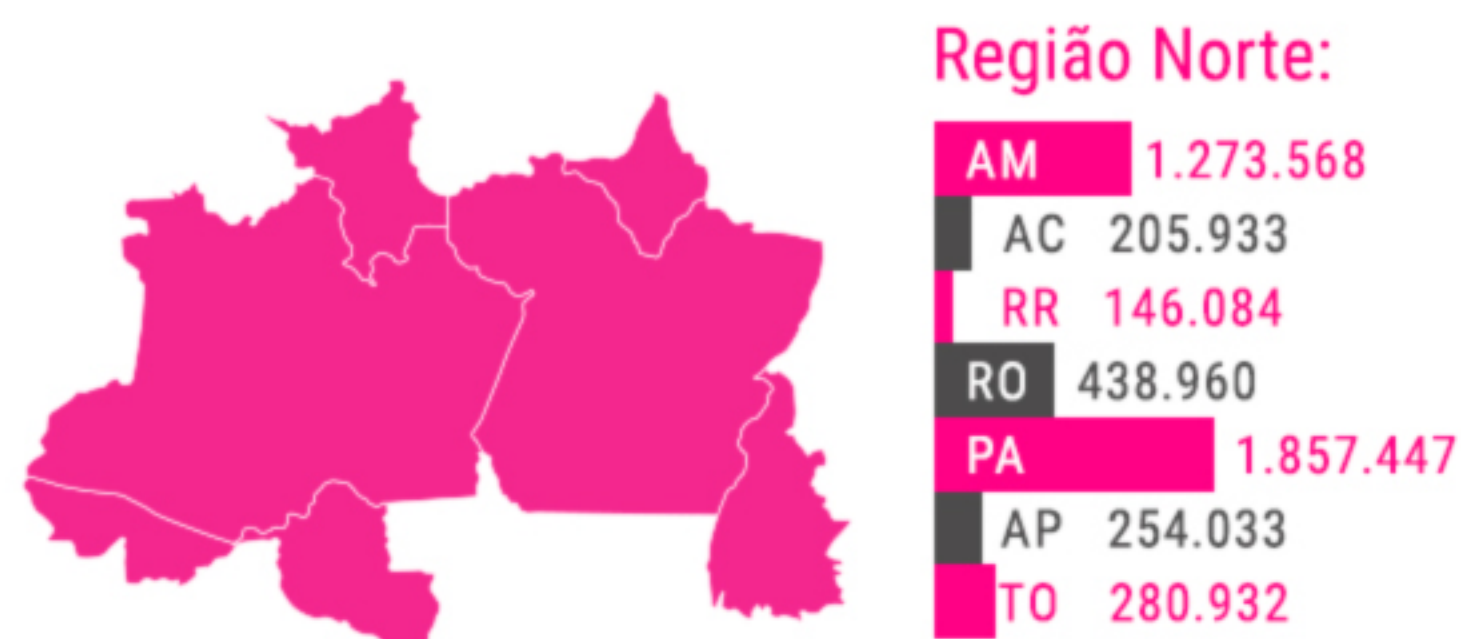 Região Norte:
AM 1.273.568
AC 205.933
RR 146.084
RO 438.960
PA 1.857.447
AP 254.033
TO 280.932